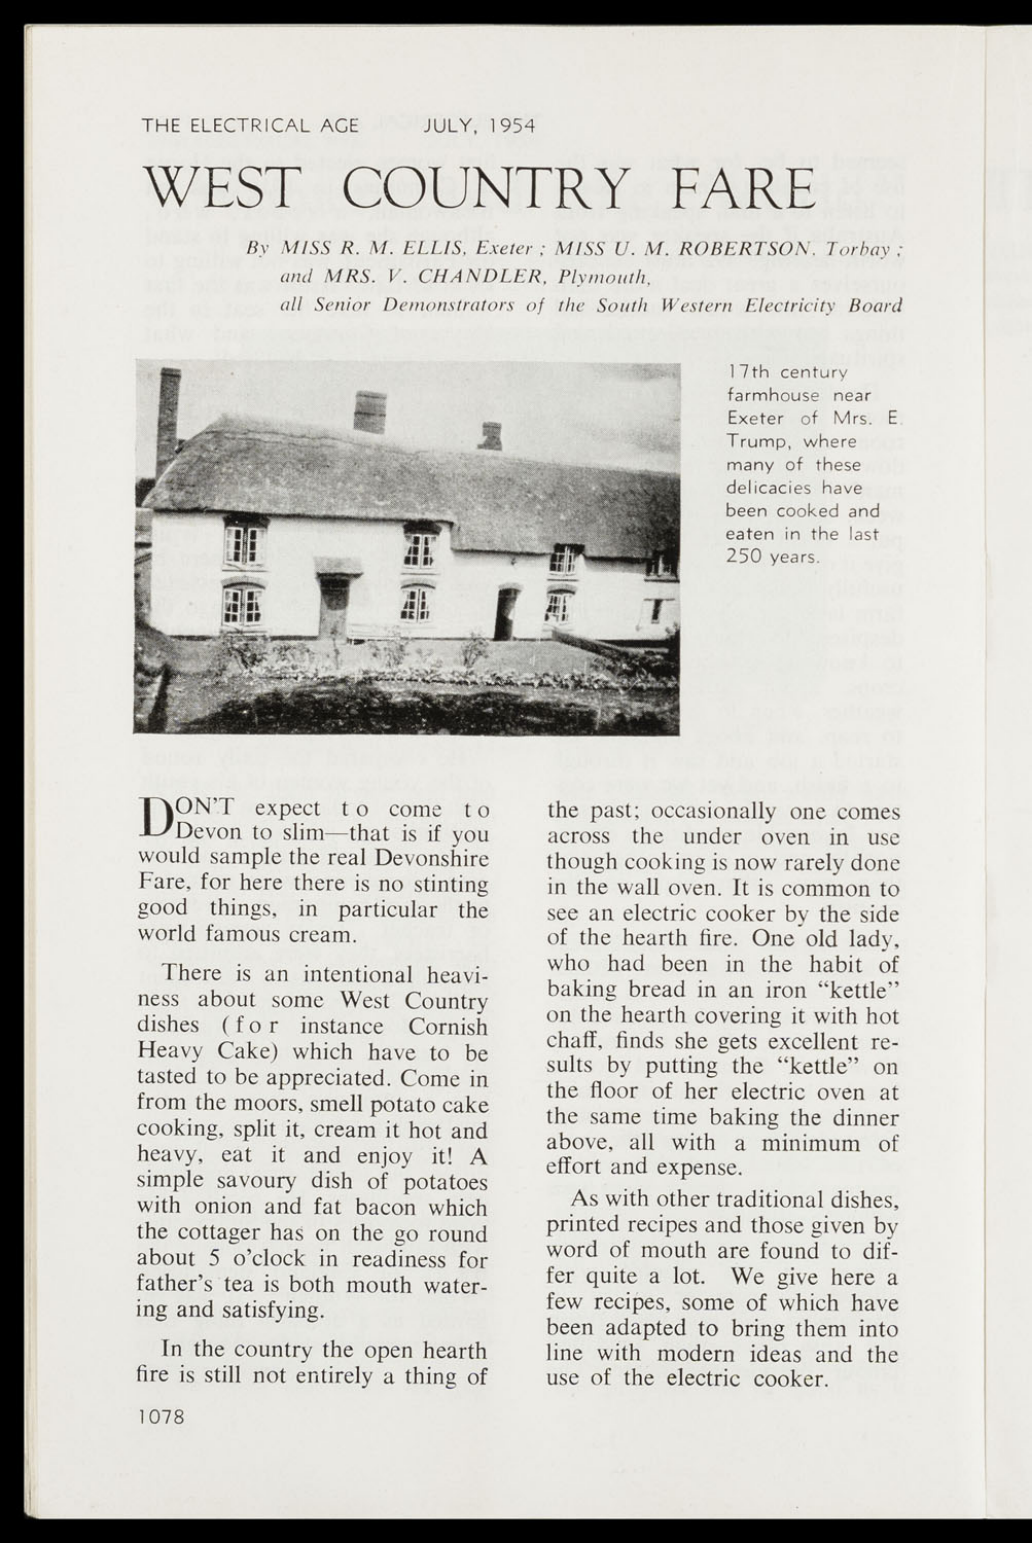 THE ELECTRICAL AGE JULY, 1954
WEST COUNTRY FARE
By MISS R. M. ELLIS, Exeter ; MISS U. M. ROBERTSON, Torbay ;
and MRS. V. CHANDLER, Plymouth,
all Senior Demonstrators of the South Western Electricity Board
17th century
farmhouse near
Exeter of Mrs. E.
Trump, where
many of these
delicacies have
been cooked and
eaten in the last
250 years.
DON'T expect to come to
Devon to slim—that is if you
would sample the real Devonshire
Fare, for here there is no stinting
good things, in particular the
world famous cream.
There is an intentional heavi-
ness about some West Country
dishes (for instance Cornish
Heavy Cake) which have to be
tasted to be appreciated. Come in
from the moors, smell potato cake
cooking, split it, cream it hot and
heavy, eat it and enjoy it! A
simple savoury dish of potatoes
with onion and fat bacon which
the cottager has on the go round
about 5 o'clock in readiness for
father's tea is both mouth water-
ing and satisfying.
In the country the open hearth
fire is still not entirely a thing of
the past; occasionally one comes
across the under oven in use
though cooking is now rarely done
in the wall oven. It is common to
see an electric cooker by the side
of the hearth fire. One old lady,
who had been in the habit of
baking bread in an iron "kettle"
on the hearth covering it with hot
chaff, finds she gets excellent re-
sults by putting the "kettle" on
the floor of her electric oven at
the same time baking the dinner
above, all with a minimum of
effort and expense.
As with other traditional dishes,
printed recipes and those given by
word of mouth are found to dif-
fer quite a lot. We give here a
few recipes, some of which have
been adapted to bring them into
line with modern ideas and the
use of the electric cooker.
1078